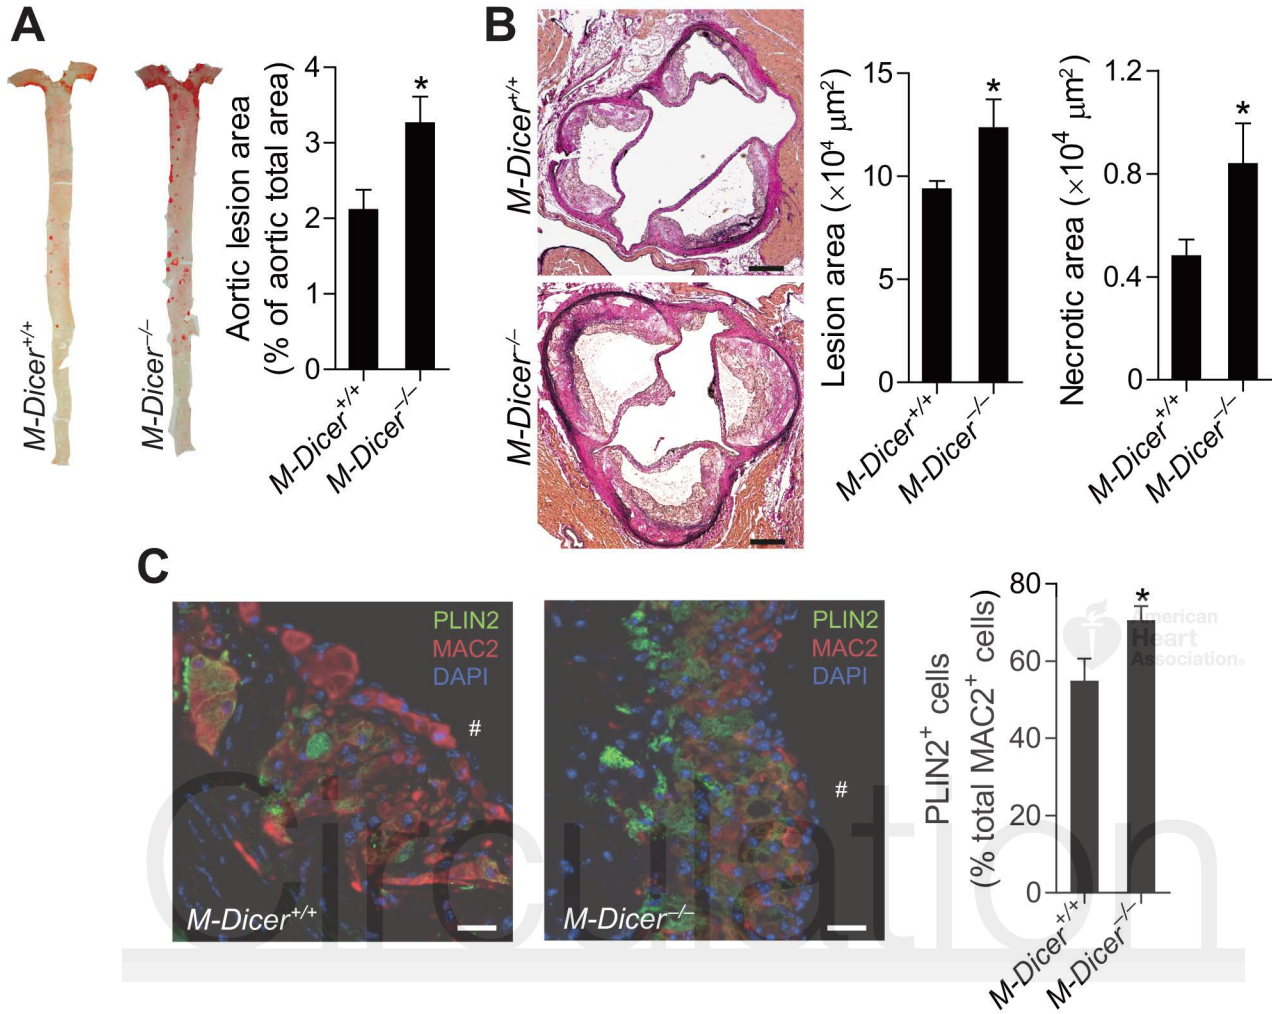 A
M-Dicer+/+
M-Dicer−/−
Aortic lesion area
(% of aortic total area)
4
3
2
1
0
*
M-Dicer+/+
M-Dicer−/−
B
M-Dicer+/+
M-Dicer−/−
Lesion area (×10⁴ μm²)
15
10
5
0
*
M-Dicer+/+
M-Dicer−/−
Necrotic area (×10⁴ μm²)
1.2
0.8
0.4
0
*
M-Dicer+/+
M-Dicer−/−
C
PLIN2
MAC2
DAPI
#
M-Dicer+/+
PLIN2
MAC2
DAPI
#
M-Dicer−/−
PLIN2+ cells
(% total MAC2+ cells)
80
60
40
20
0
*
M-Dicer+/+
M-Dicer−/−
American
Heart
Association®
Circulation